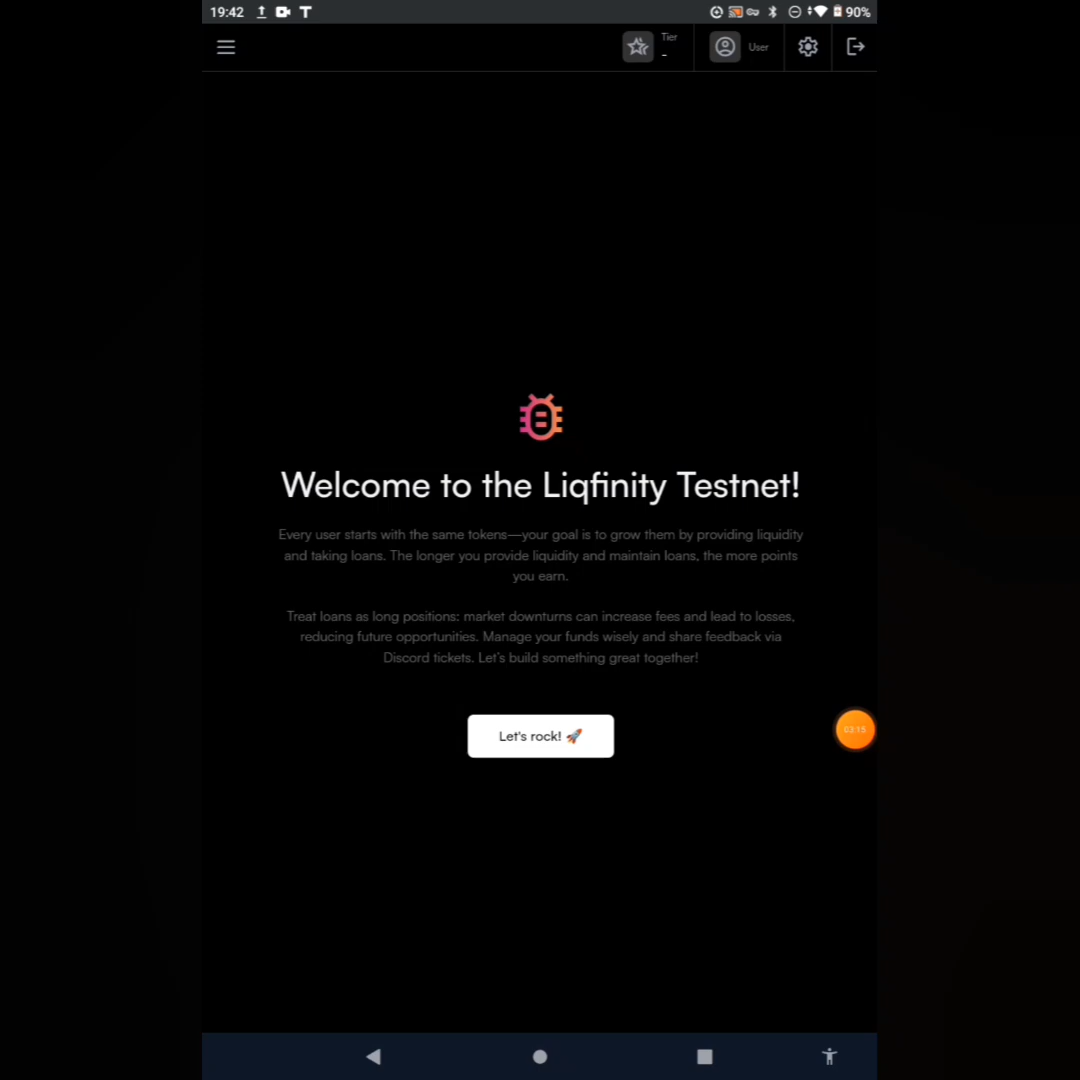 19:42
90%
Tier
-
User
Welcome to the Liqfinity Testnet!
Every user starts with the same tokens—your goal is to grow them by providing liquidity
and taking loans. The longer you provide liquidity and maintain loans, the more points
you earn.
Treat loans as long positions: market downturns can increase fees and lead to losses,
reducing future opportunities. Manage your funds wisely and share feedback via
Discord tickets. Let's build something great together!
Let's rock! 🚀
03:15